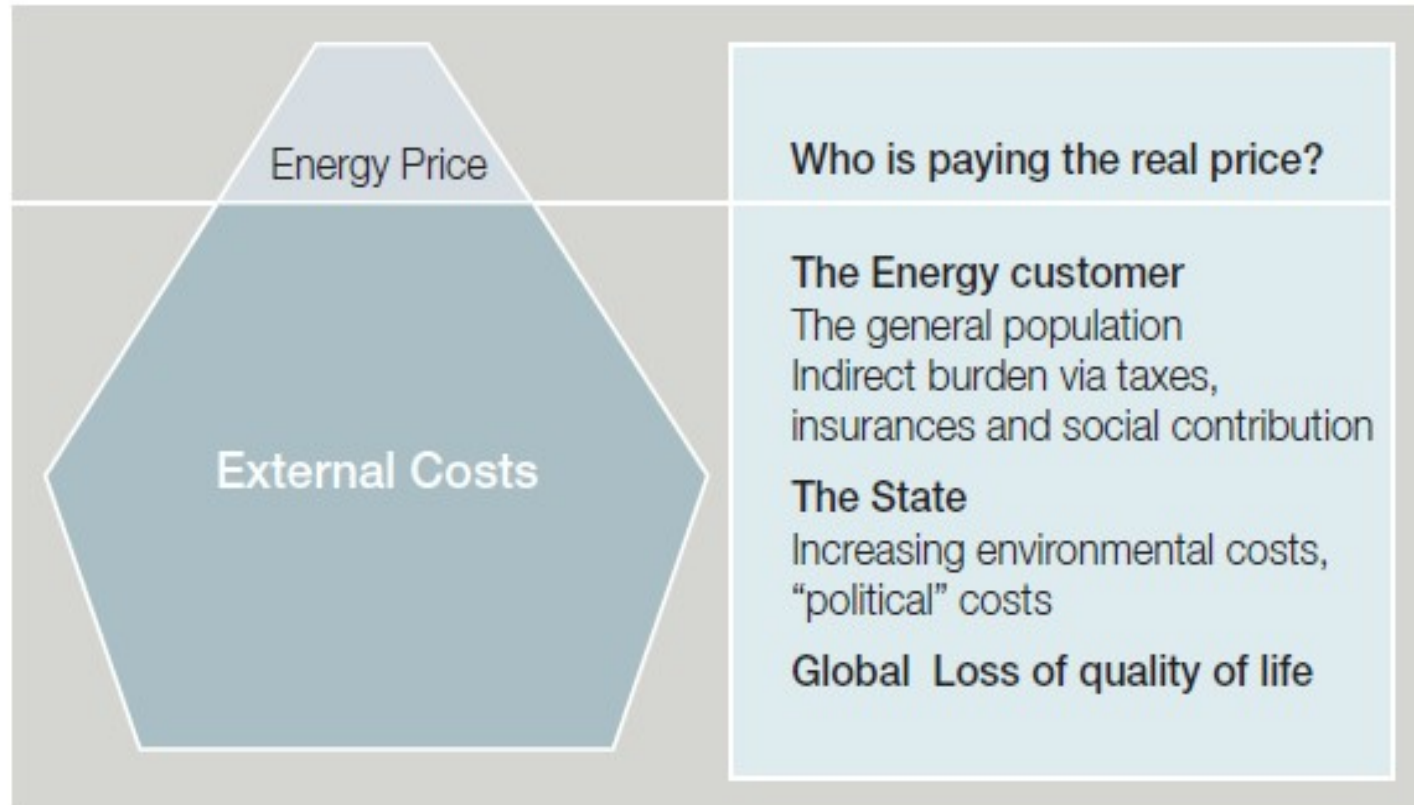 Energy Price
External Costs
Who is paying the real price?
The Energy customer
The general population
Indirect burden via taxes,
insurances and social contribution
The State
Increasing environmental costs,
“political” costs
Global  Loss of quality of life